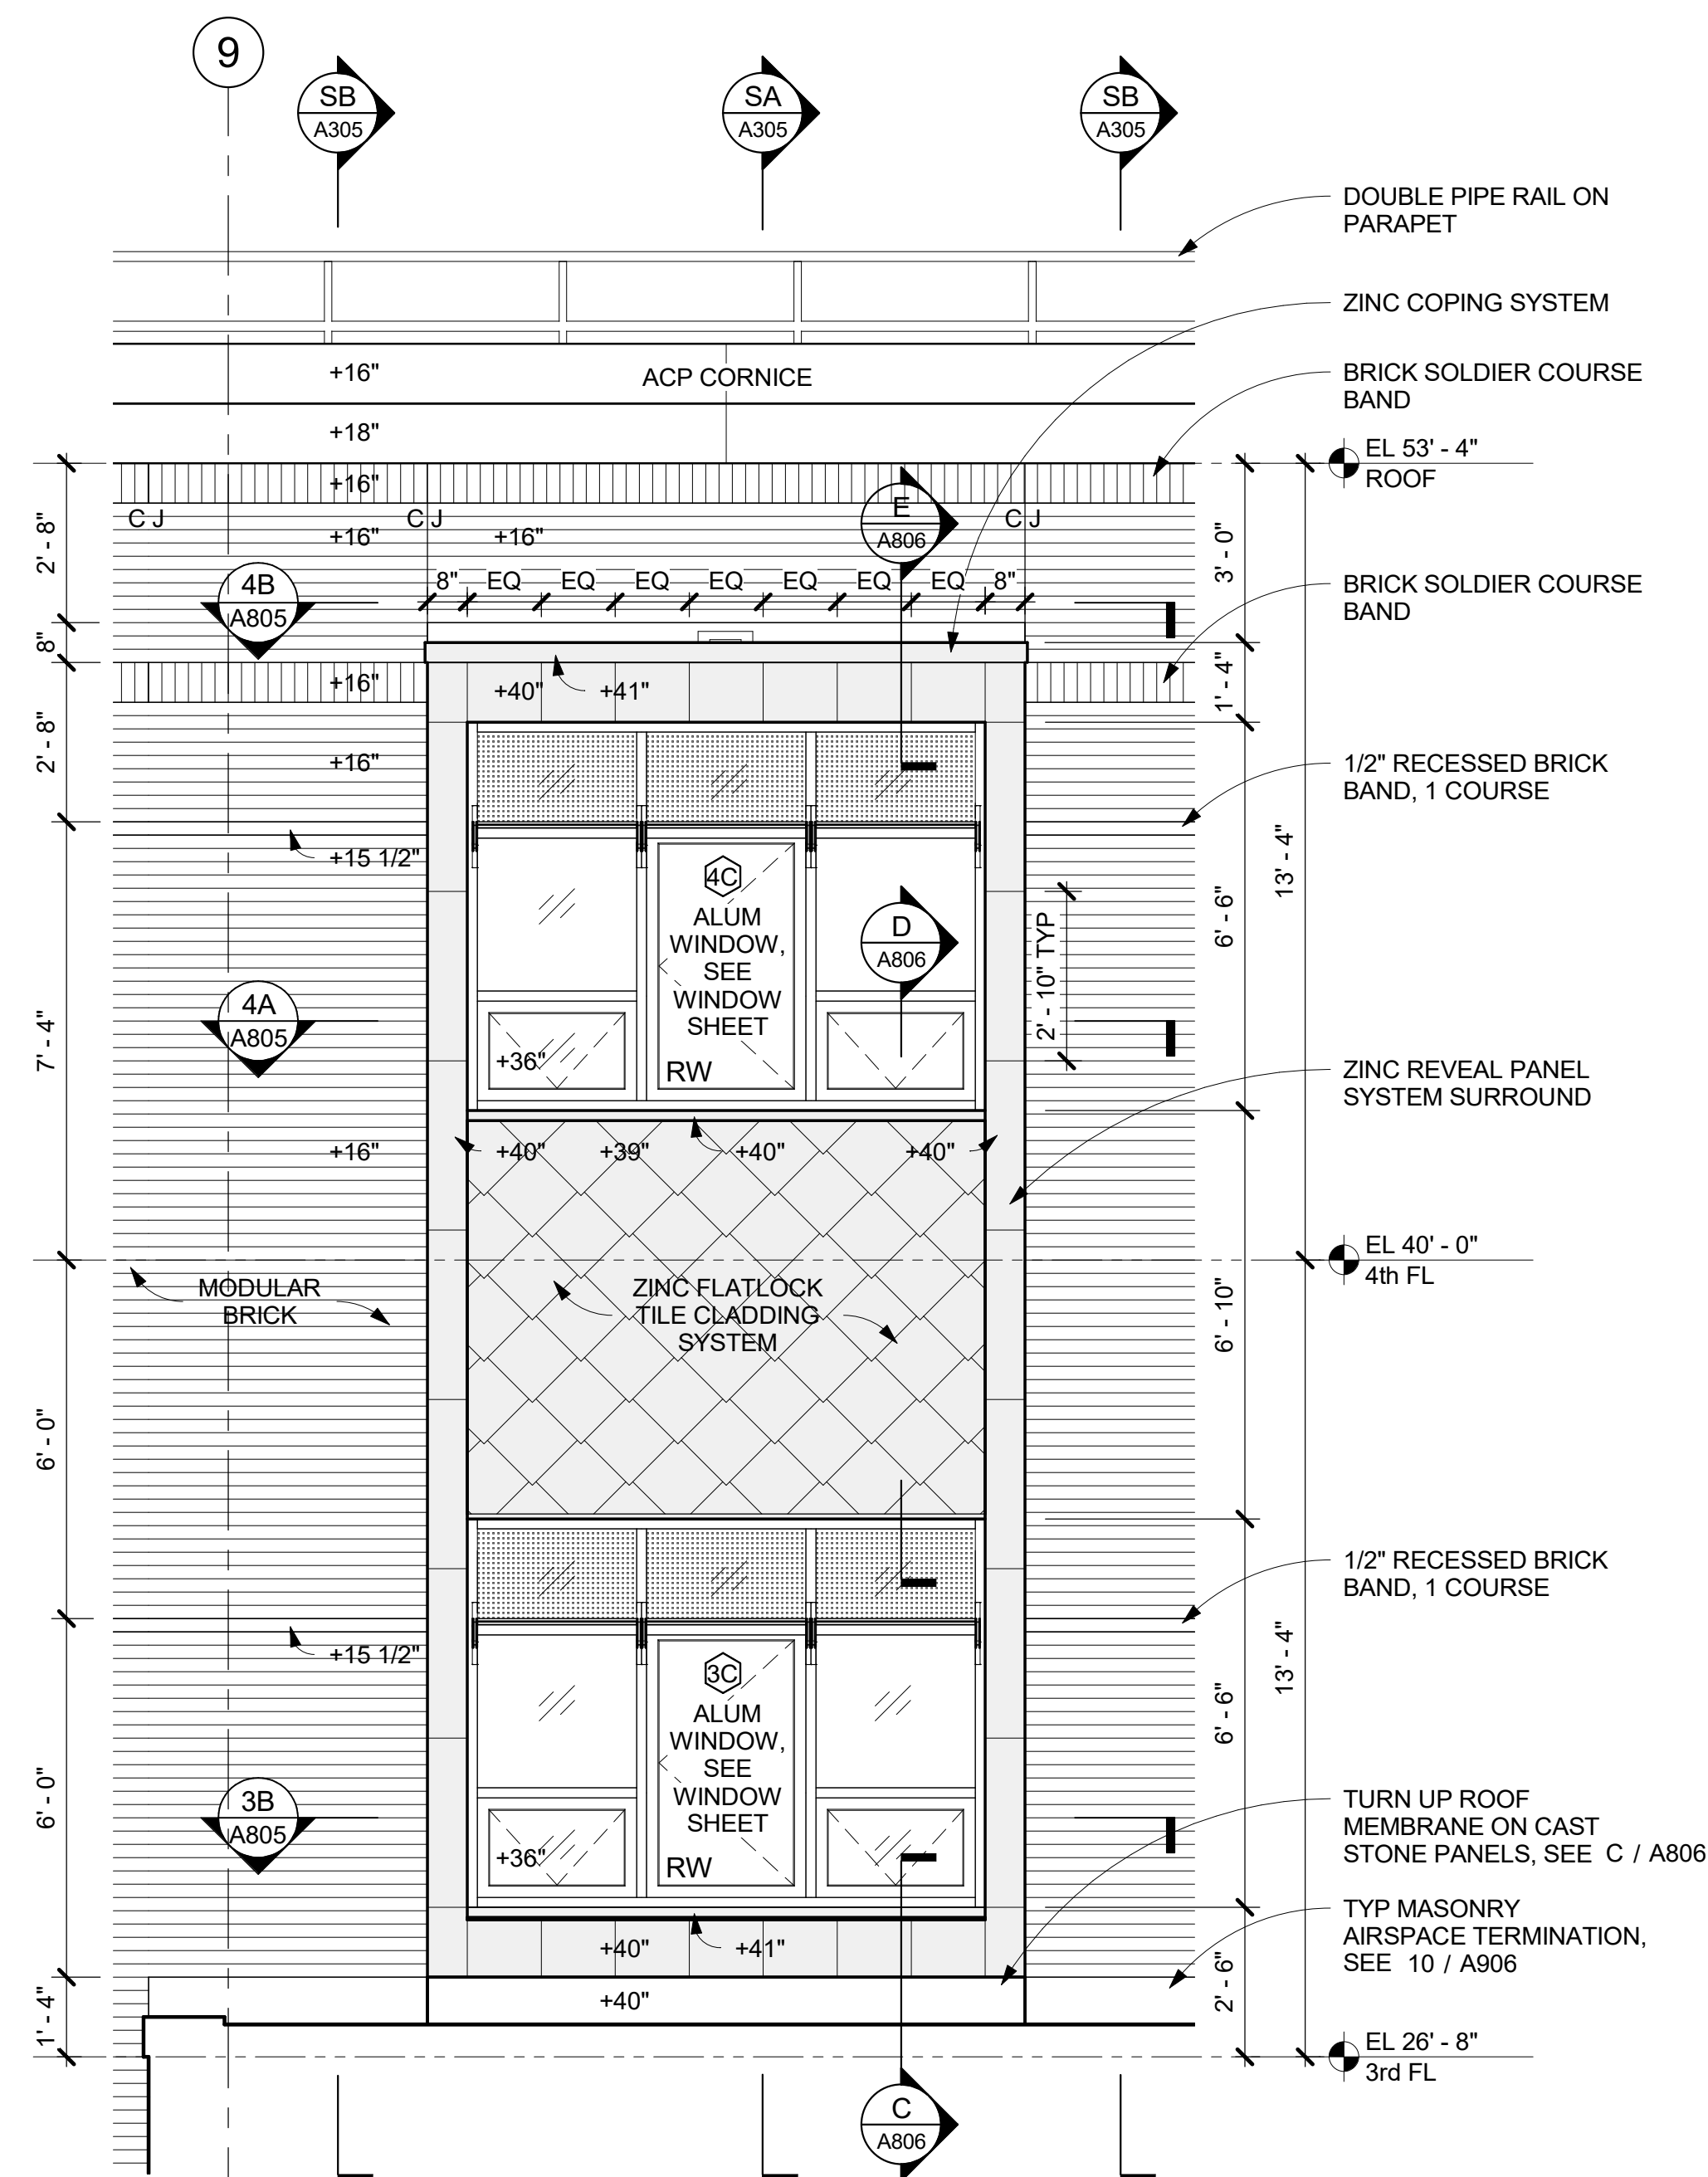 9
SB
A305
SA
A305
SB
A305
DOUBLE PIPE RAIL ON
PARAPET
ZINC COPING SYSTEM
+16"
ACP CORNICE
BRICK SOLDIER COURSE
BAND
+18"
EL 53' - 4"
ROOF
+16"
C J
C J
C J
+16"
+16"
E
A806
2' - 8"
3' - 0"
8"
EQ
EQ
EQ
EQ
EQ
EQ
EQ
8"
4B
A805
BRICK SOLDIER COURSE
BAND
8"
+16"
+40"
+41"
1' - 4"
2' - 8"
+16"
1/2" RECESSED BRICK
BAND, 1 COURSE
+15 1/2"
13' - 4"
4C
ALUM
WINDOW,
SEE
WINDOW
SHEET
RW
D
A806
6' - 6"
2' - 10" TYP
4A
A805
7' - 4"
+36"
ZINC REVEAL PANEL
SYSTEM SURROUND
+16"
+40"
+39"
+40"
+40"
EL 40' - 0"
4th FL
MODULAR
BRICK
ZINC FLATLOCK
TILE CLADDING
SYSTEM
6' - 10"
6' - 0"
1/2" RECESSED BRICK
BAND, 1 COURSE
+15 1/2"
13' - 4"
3C
ALUM
WINDOW,
SEE
WINDOW
SHEET
RW
6' - 6"
6' - 0"
3B
A805
+36"
TURN UP ROOF
MEMBRANE ON CAST
STONE PANELS, SEE C / A806
TYP MASONRY
AIRSPACE TERMINATION,
SEE 10 / A906
+40"
+41"
2' - 6"
+40"
1' - 4"
EL 26' - 8"
3rd FL
C
A806